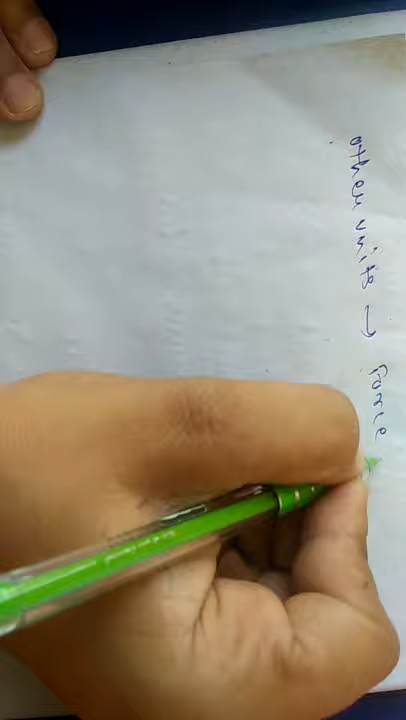 other units → Force